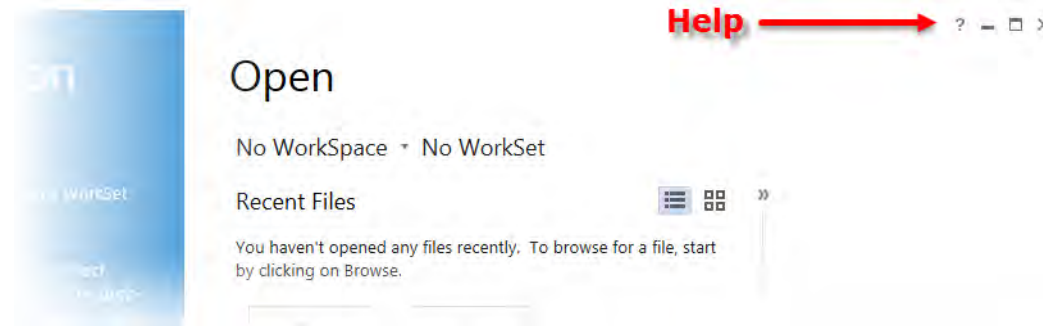 Help
?
Open
No WorkSpace No WorkSet
Recent Files
»
You haven't opened any files recently. To browse for a file, start
by clicking on Browse.
WorkSet